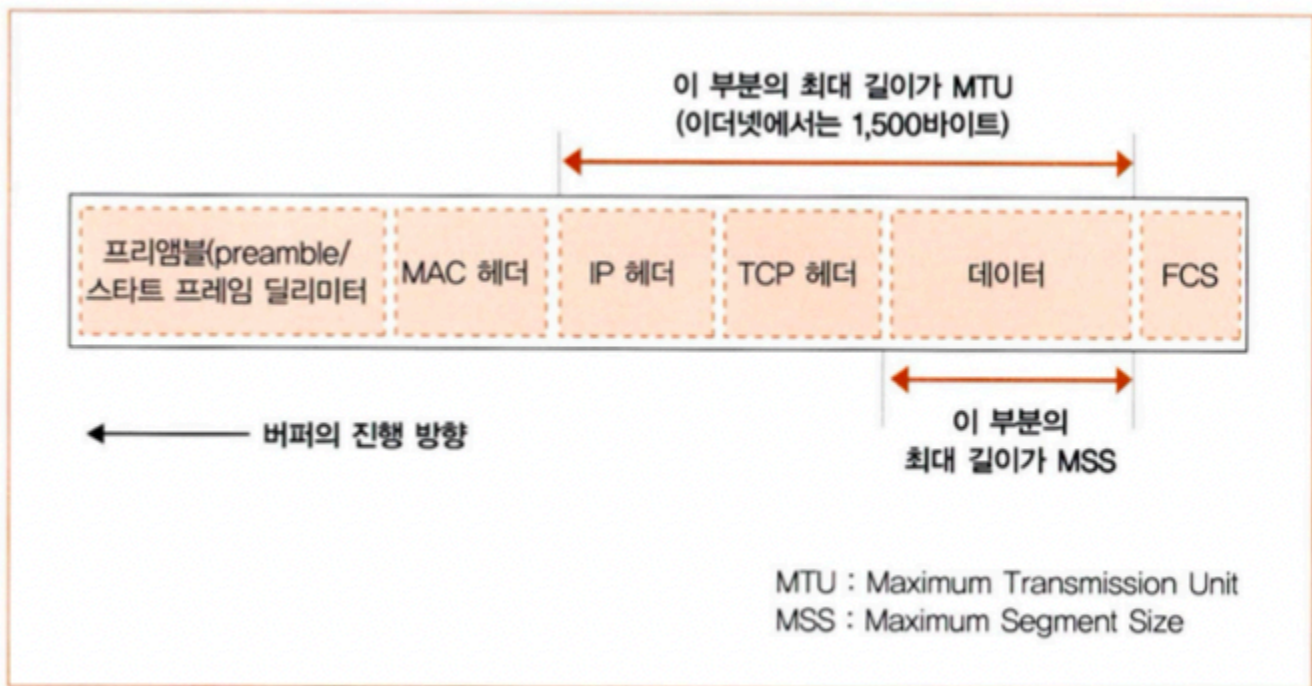 이 부분의 최대 길이가 MTU
(이더넷에서는 1,500바이트)
프리앰블(preamble/
스타트 프레임 딜리미터
MAC 헤더
IP 헤더
TCP 헤더
데이터
FCS
버퍼의 진행 방향
이 부분의
최대 길이가 MSS
MTU : Maximum Transmission Unit
MSS : Maximum Segment Size